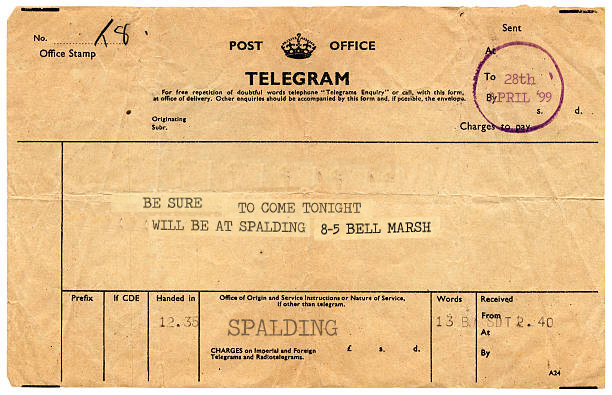 No. 18
Office Stamp
POST OFFICE
TELEGRAM
For free repetition of doubtful words telephone "Telegrams Enquiry" or call, with this form,
at office of delivery. Other enquiries should be accompanied by this form and, if possible, the envelope.
Originating
Subr.
Sent
At
To
By
28th
APRIL '99
s. d.
Charges to pay
BE SURE TO COME TONIGHT
WILL BE AT SPALDING 8-5 BELL MARSH
Prefix If CDE Handed in Office of Origin and Service Instructions or Nature of Service, Words Received
if other than telegram.
12.35 SPALDING 13 SDT 2.40
From
At
By
CHARGES on Imperial and Foreign £ s. d.
Telegrams and Radiotelegrams.
A24